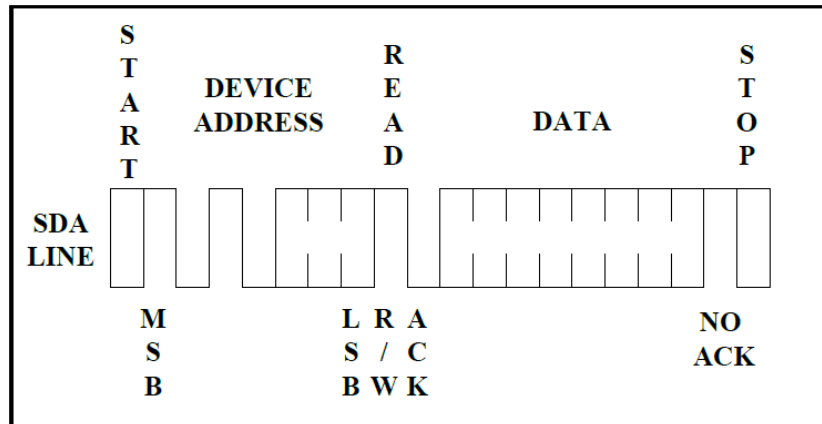 START
DEVICE
ADDRESS
READ
DATA
STOP
SDA
LINE
MSB
LSB
R/W
ACK
NO
ACK